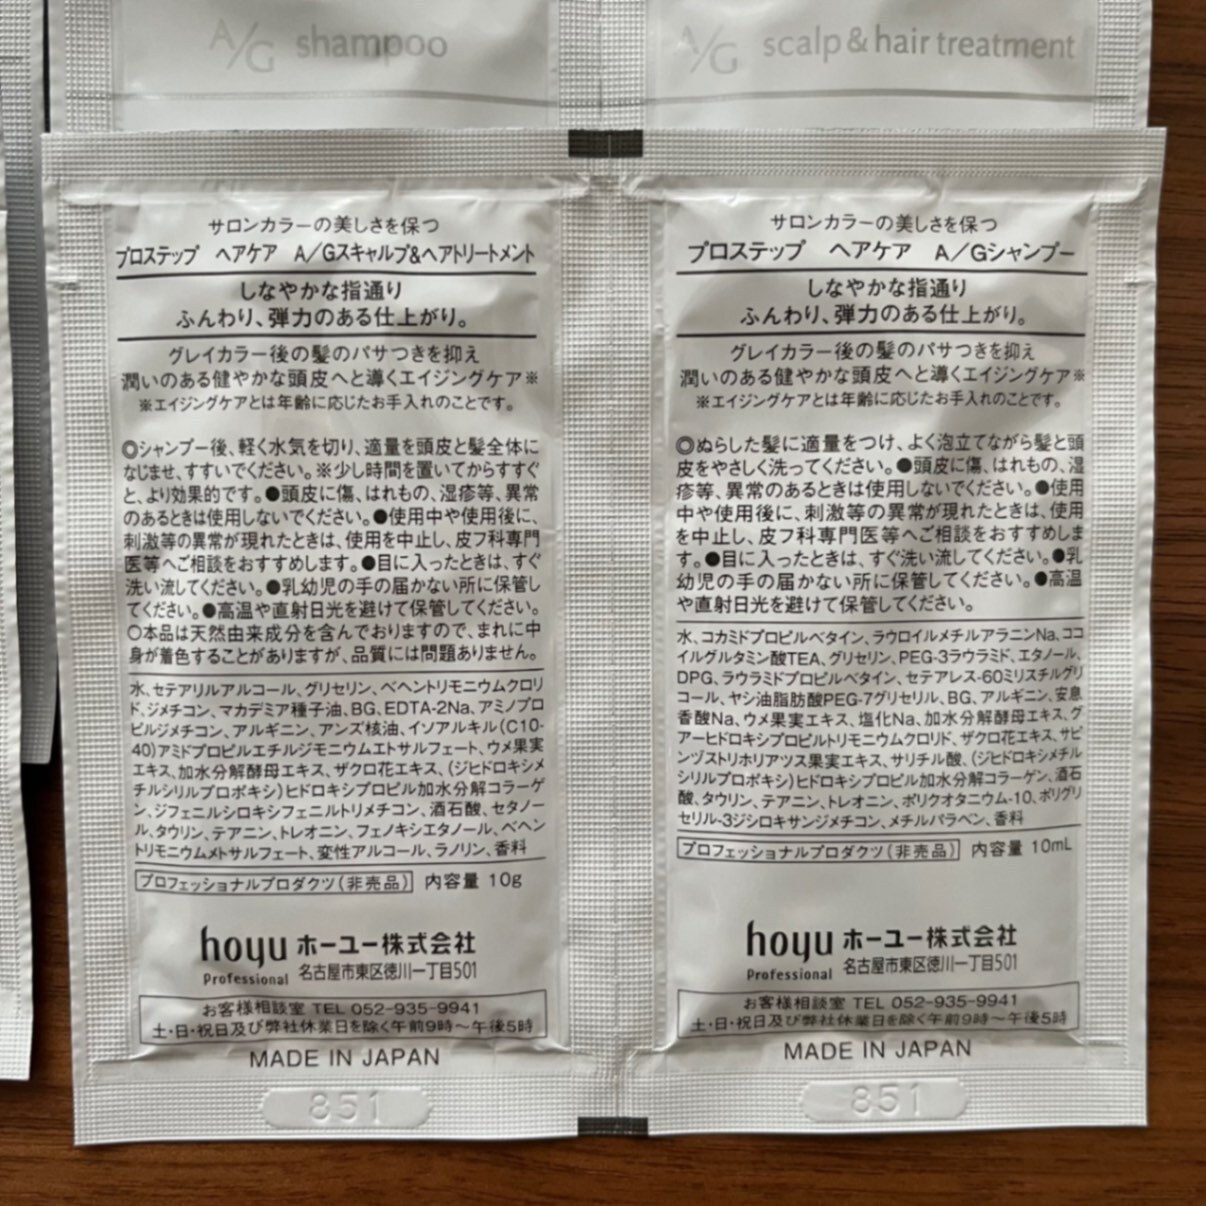 A/G shampoo
A/G scalp & hair treatment
サロンカラーの美しさを保つ
プロステップ ヘアケア A/Gスキャルプ&ヘアトリートメント
しなやかな指通り
ふんわり、弾力のある仕上がり。
グレイカラー後の髪のパサつきを抑え
潤いのある健やかな頭皮へと導くエイジングケア※
※エイジングケアとは年齢に応じたお手入れのことです。
◎シャンプー後、軽く水気を切り、適量を頭皮と髪全体に
なじませ、すすいでください。※少し時間を置いてからすすぐ
と、より効果的です。●頭皮に傷、はれもの、湿疹等、異常
のあるときは使用しないでください。●使用中や使用後に、
刺激等の異常が現れたときは、使用を中止し、皮フ科専門
医等へご相談をおすすめします。●目に入ったときは、すぐ
洗い流してください。●乳幼児の手の届かない所に保管し
てください。●高温や直射日光を避けて保管してください。
○本品は天然由来成分を含んでおりますので、まれに中
身が着色することがありますが、品質には問題ありません。
水、セテアリルアルコール、グリセリン、ベヘントリモニウムクロリ
ド、ジメチコン、マカデミア種子油、BG、EDTA-2Na、アミノプロ
ピルジメチコン、アルギニン、アンズ核油、イソアルキル(C10-
40)アミドプロピルエチルジモニウムエトサルフェート、ウメ果実
エキス、加水分解酵母エキス、ザクロ花エキス、(ジヒドロキシメ
チルシリルプロポキシ)ヒドロキシプロピル加水分解コラーゲ
ン、ジフェニルシロキシフェニルトリメチコン、酒石酸、セタノー
ル、タウリン、テアニン、トレオニン、フェノキシエタノール、ベヘン
トリモニウムメトサルフェート、変性アルコール、ラノリン、香料
プロフェッショナルプロダクツ(非売品) 内容量 10g
hoyu ホーユー株式会社
Professional 名古屋市東区徳川一丁目501
お客様相談室 TEL 052-935-9941
土・日・祝日及び弊社休業日を除く午前9時〜午後5時
MADE IN JAPAN
851
サロンカラーの美しさを保つ
プロステップ ヘアケア A/Gシャンプー
しなやかな指通り
ふんわり、弾力のある仕上がり。
グレイカラー後の髪のパサつきを抑え
潤いのある健やかな頭皮へと導くエイジングケア※
※エイジングケアとは年齢に応じたお手入れのことです。
◎ぬらした髪に適量をつけ、よく泡立てながら髪と頭
皮をやさしく洗ってください。●頭皮に傷、はれもの、湿
疹等、異常のあるときは使用しないでください。●使用
中や使用後に、刺激等の異常が現れたときは、使用
を中止し、皮フ科専門医等へご相談をおすすめしま
す。●目に入ったときは、すぐ洗い流してください。●乳
幼児の手の届かない所に保管してください。●高温
や直射日光を避けて保管してください。
水、コカミドプロピルベタイン、ラウロイルメチルアラニンNa、ココ
イルグルタミン酸TEA、グリセリン、PEG-3ラウラミド、エタノール、
DPG、ラウラミドプロピルベタイン、セテアレス-60ミリスチルグリ
コール、ヤシ油脂肪酸PEG-7グリセリル、BG、アルギニン、安息
香酸Na、ウメ果実エキス、塩化Na、加水分解酵母エキス、グ
アーヒドロキシプロピルトリモニウムクロリド、ザクロ花エキス、サピ
ンヅストリホリアツス果実エキス、サリチル酸、(ジヒドロキシメチル
シリルプロポキシ)ヒドロキシプロピル加水分解コラーゲン、酒石
酸、タウリン、テアニン、トレオニン、ポリクオタニウム-10、ポリグリ
セリル-3ジシロキサンジメチコン、メチルパラベン、香料
プロフェッショナルプロダクツ(非売品) 内容量 10mL
hoyu ホーユー株式会社
Professional 名古屋市東区徳川一丁目501
お客様相談室 TEL 052-935-9941
土・日・祝日及び弊社休業日を除く午前9時〜午後5時
MADE IN JAPAN
851